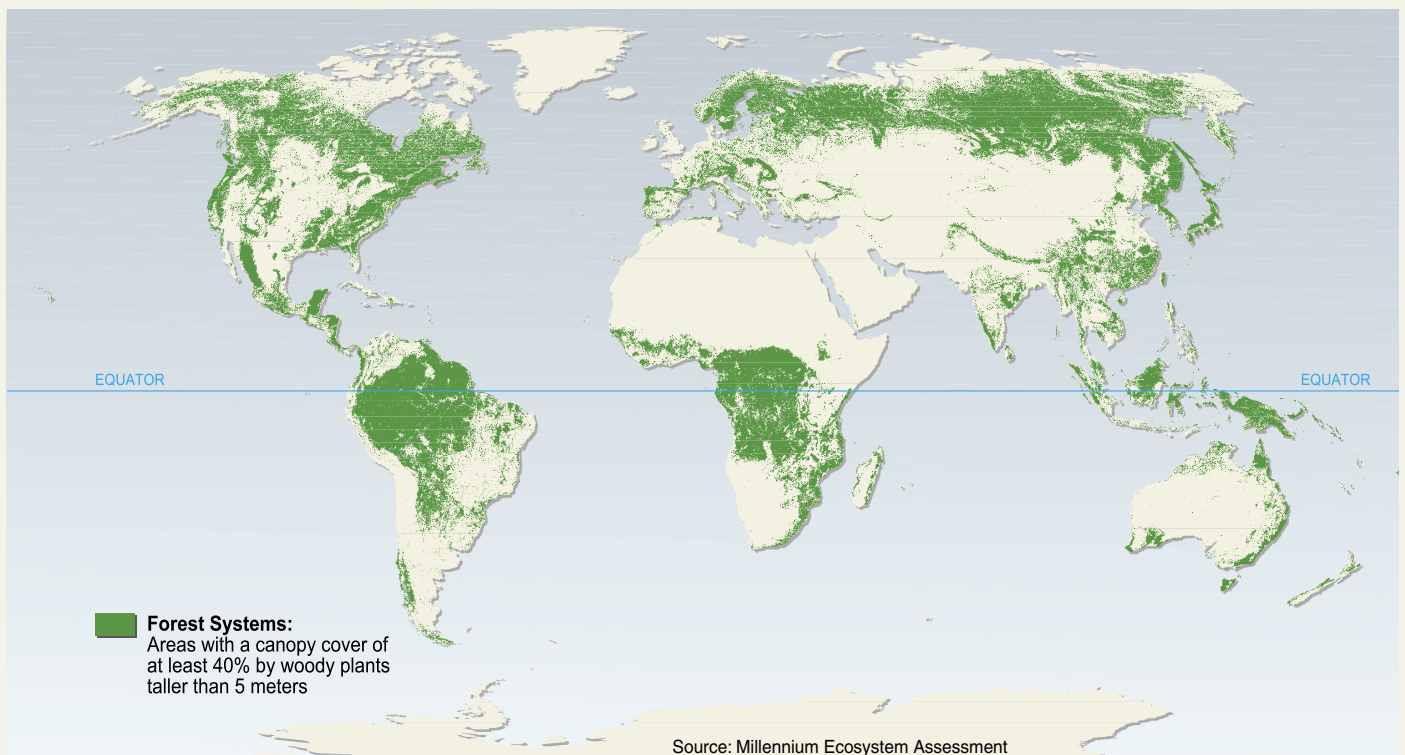 EQUATOR
EQUATOR
Forest Systems:
Areas with a canopy cover of
at least 40% by woody plants
taller than 5 meters
Source: Millennium Ecosystem Assessment